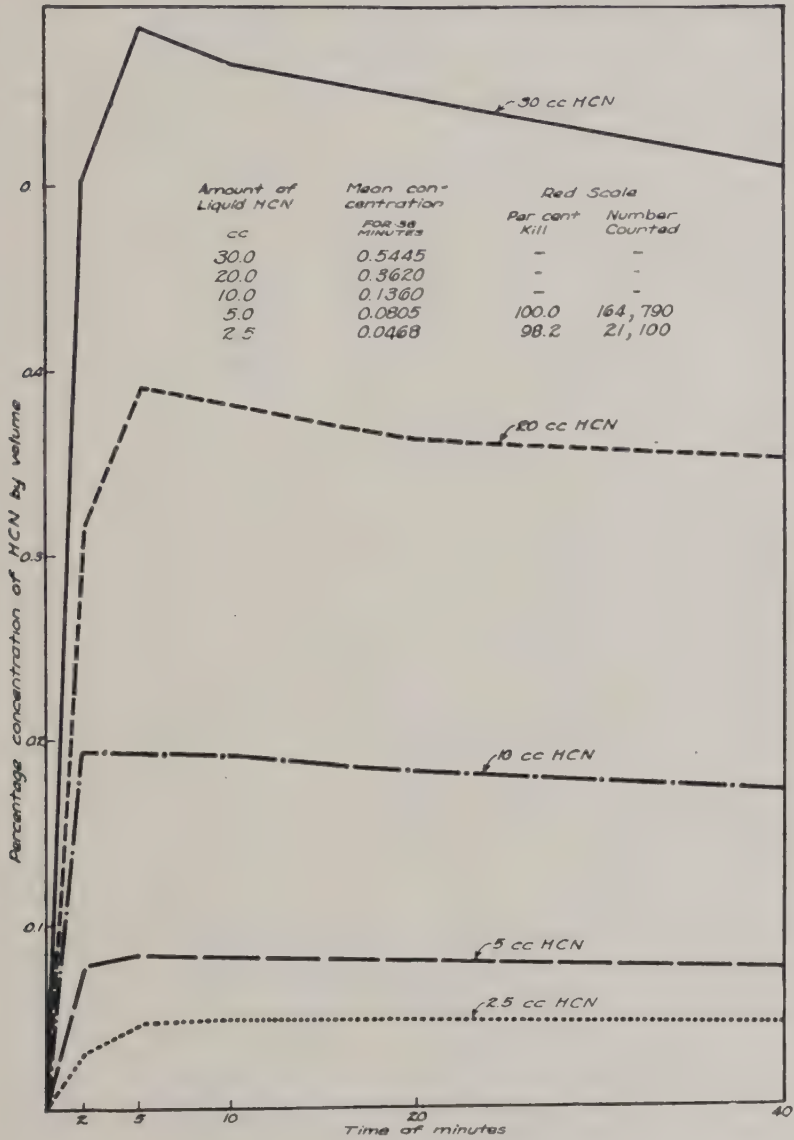 30 cc HCN
0
Amount of Liquid HCN
Mean con-
centration
Red Scale
cc
FOR 38
MINUTES
Per cent Kill
Number Counted
30.0 0.5445 - -
20.0 0.3620 - -
10.0 0.1360 - -
5.0 0.0805 100.0 164,790
2 5 0.0468 98.2 21,100
0.4
20 cc HCN
Percentage concentration of HCN by volume
0.3
0.2
10 cc HCN
0.1
5 cc HCN
2.5 cc HCN
2 5 10 20 40
Time of minutes